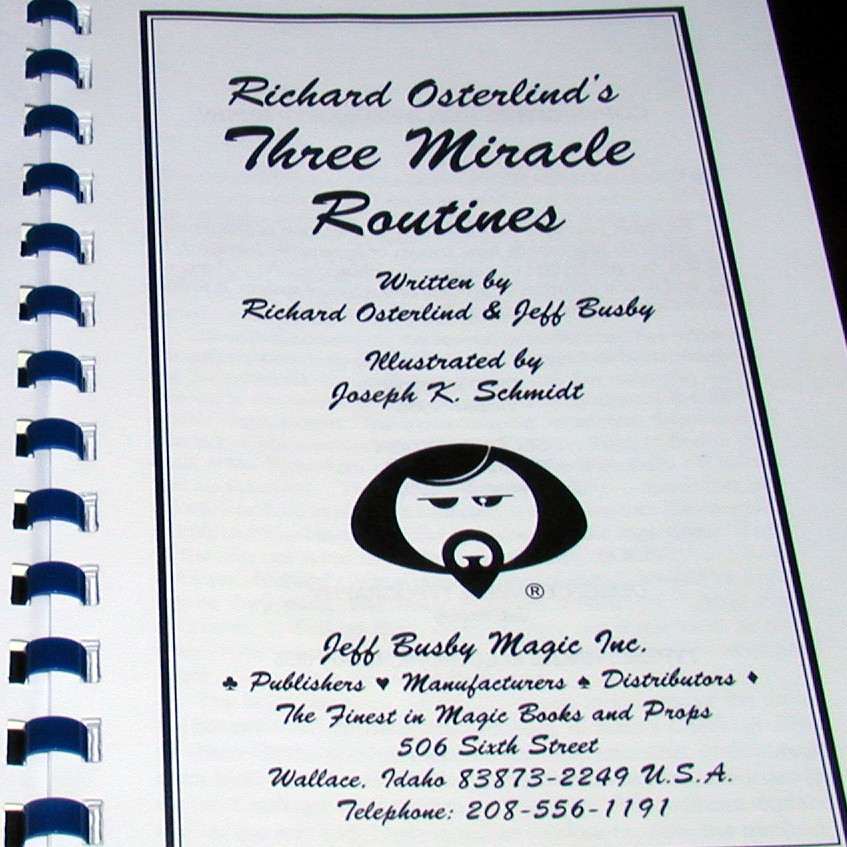 Richard Osterlind's
Three Miracle
Routines
Written by
Richard Osterlind & Jeff Busby
Illustrated by
Joseph K. Schmidt
®
Jeff Busby Magic Inc.
♣ Publishers ♥ Manufacturers ♠ Distributors ♦
The Finest in Magic Books and Props
506 Sixth Street
Wallace, Idaho 83873-2249 U.S.A.
Telephone: 208-556-1191